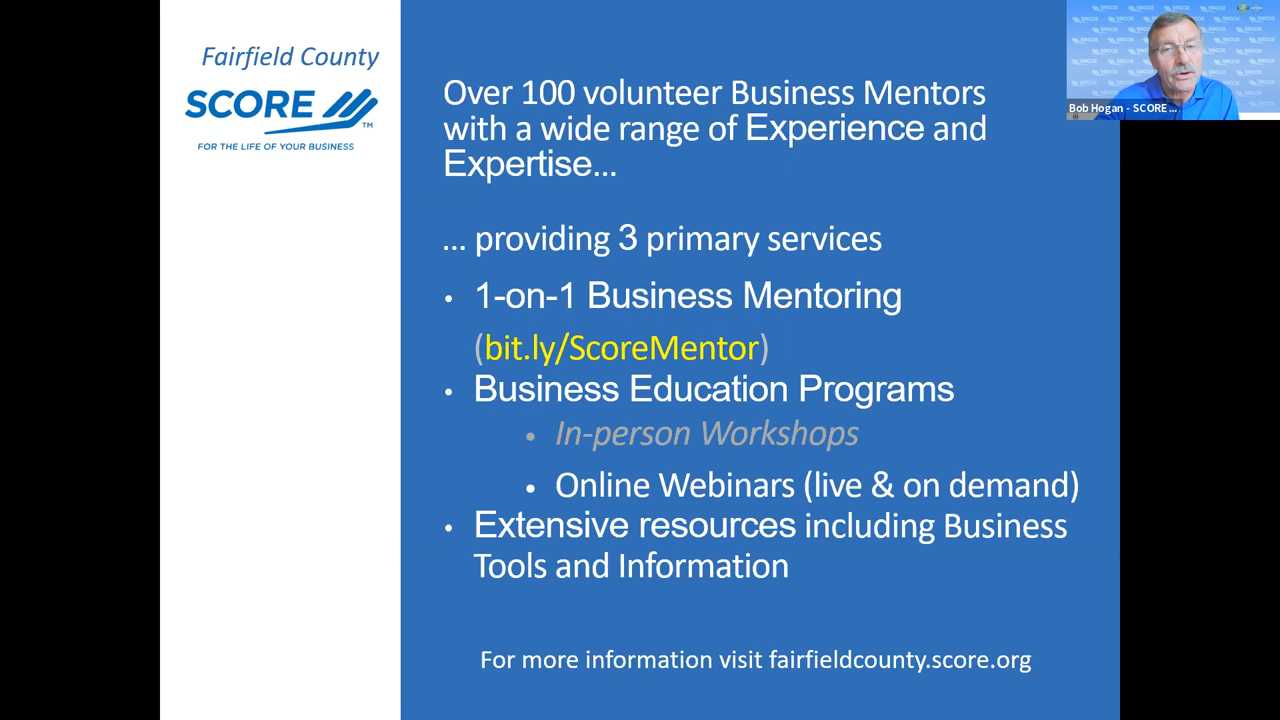 Fairfield County
SCORE
TM
FOR THE LIFE OF YOUR BUSINESS
Over 100 volunteer Business Mentors
with a wide range of Experience and
Expertise...
... providing 3 primary services
• 1-on-1 Business Mentoring
(bit.ly/ScoreMentor)
• Business Education Programs
• In-person Workshops
• Online Webinars (live & on demand)
• Extensive resources including Business
Tools and Information
For more information visit fairfieldcounty.score.org
Bob Hogan - SCORE ...